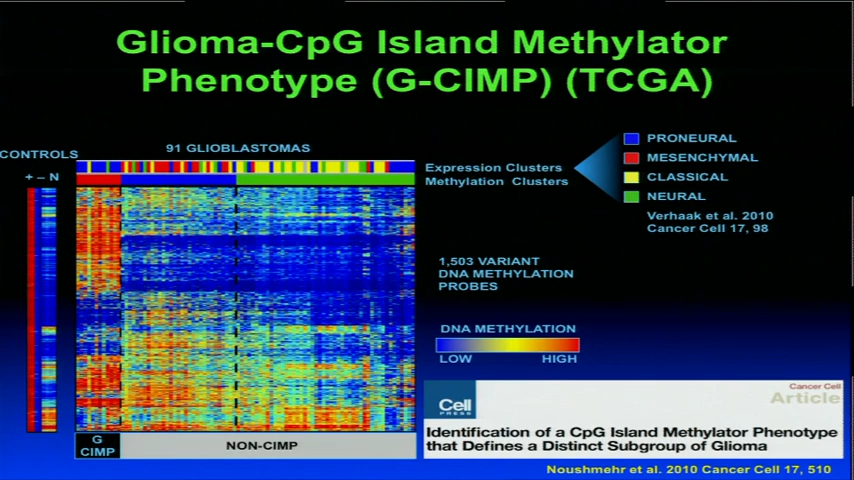 Glioma-CpG Island Methylator
Phenotype (G-CIMP) (TCGA)
CONTROLS
+ – N
91 GLIOBLASTOMAS
Expression Clusters
Methylation Clusters
PRONEURAL
MESENCHYMAL
CLASSICAL
NEURAL
Verhaak et al. 2010
Cancer Cell 17, 98
1,503 VARIANT
DNA METHYLATION
PROBES
DNA METHYLATION
LOW HIGH
G
CIMP
NON-CIMP
Cell
PRESS
Cancer Cell
Article
Identification of a CpG Island Methylator Phenotype
that Defines a Distinct Subgroup of Glioma
Noushmehr et al. 2010 Cancer Cell 17, 510